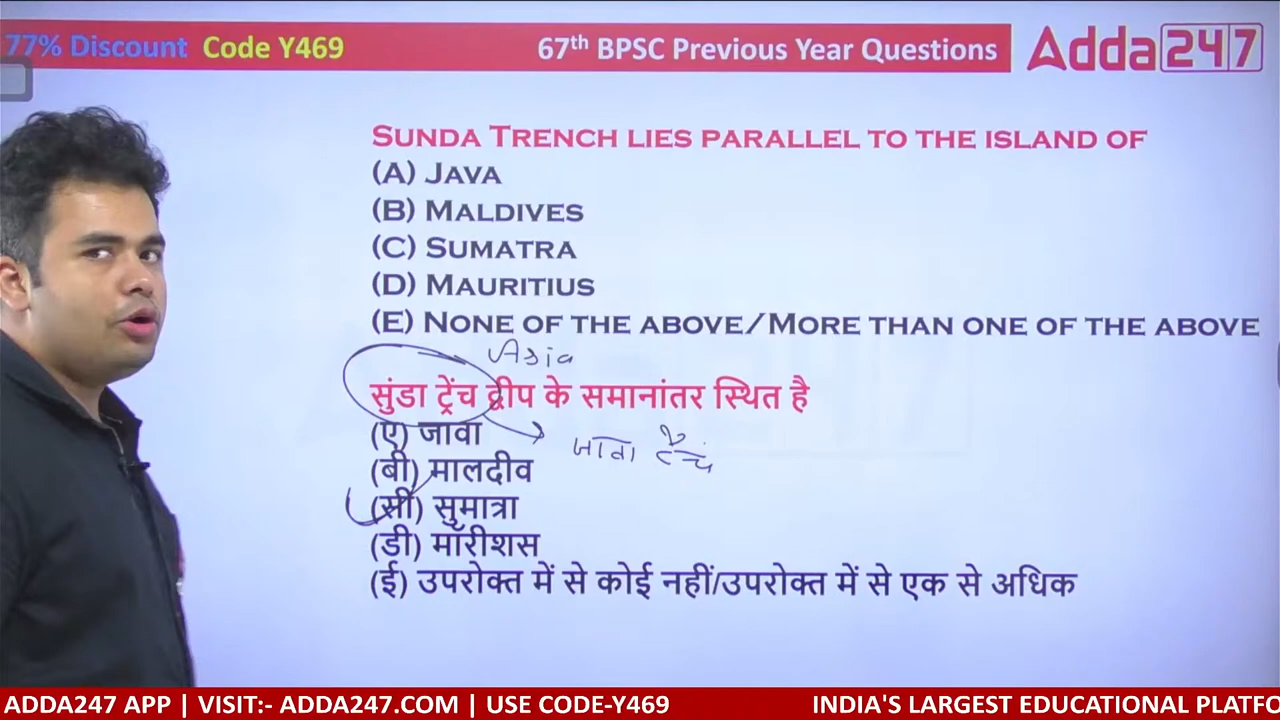 77% Discount Code Y469
67th BPSC Previous Year Questions
Adda247
SUNDA TRENCH LIES PARALLEL TO THE ISLAND OF
(A) JAVA
(B) MALDIVES
(C) SUMATRA
(D) MAURITIUS
(E) NONE OF THE ABOVE/MORE THAN ONE OF THE ABOVE
Asia
सुंडा ट्रेंच द्वीप के समानांतर स्थित है
(ए) जावा
जावा
(बी) मालदीव
(सी) सुमात्रा
(डी) मॉरीशस
(ई) उपरोक्त में से कोई नहीं/उपरोक्त में से एक से अधिक
ADDA247 APP | VISIT:- ADDA247.COM | USE CODE-Y469
INDIA'S LARGEST EDUCATIONAL PLATFO